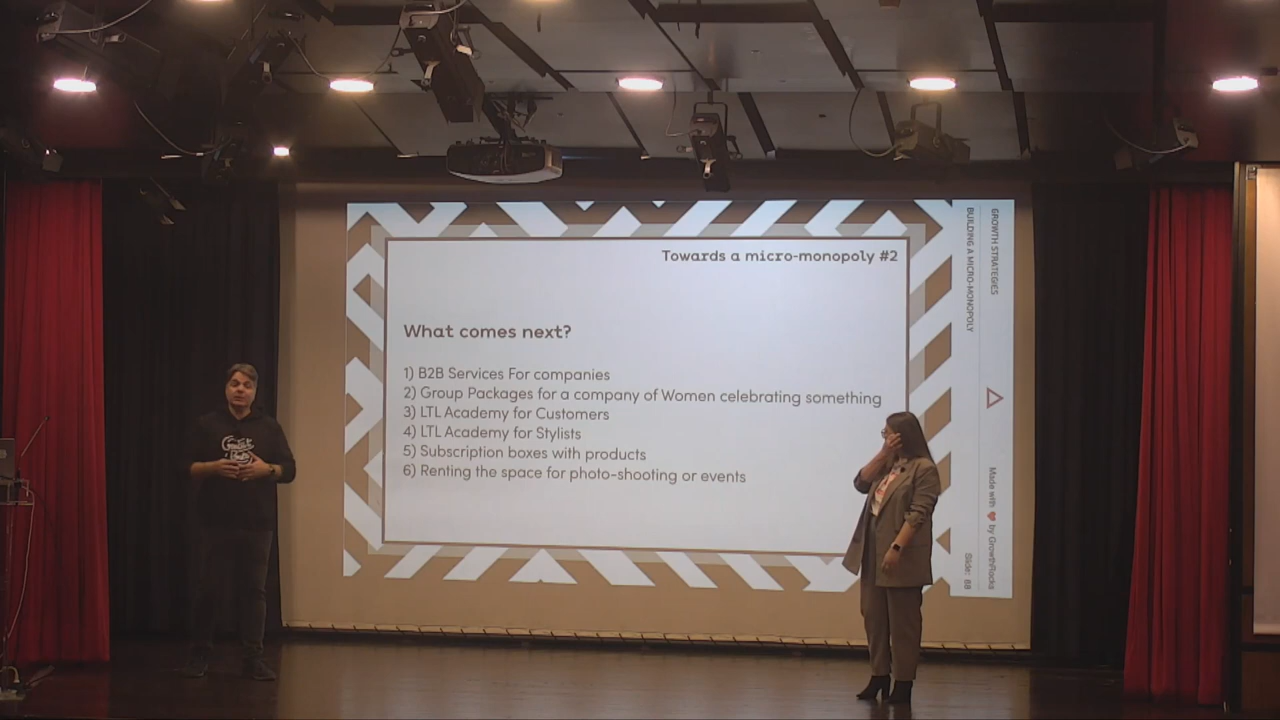 Towards a micro-monopoly #2
What comes next?
1) B2B Services For companies
2) Group Packages for a company of Women celebrating something
3) LTL Academy for Customers
4) LTL Academy for Stylists
5) Subscription boxes with products
6) Renting the space for photo-shooting or events
GROWTH STRATEGIES
BUILDING A MICRO-MONOPOLY
Made with ❤ by GrowthRocks
Slide: 68